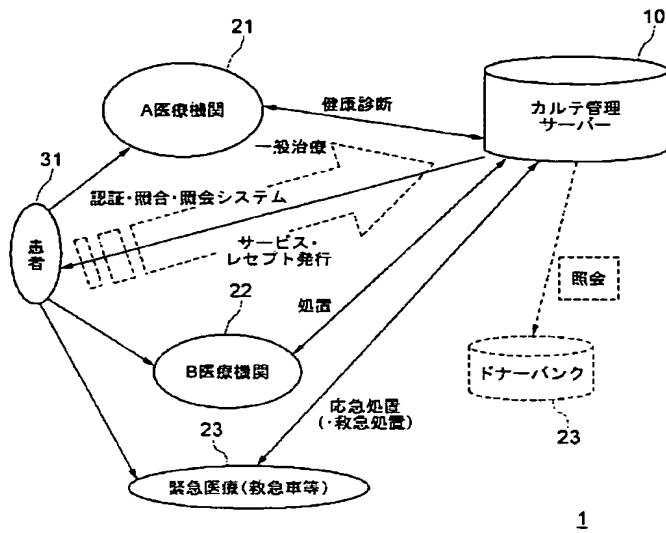 21
10
A医療機関
健康診断
カルテ管理
サーバー
一般治療
31
認証・照合・照会システム
患者
サービス・
レセプト発行
照会
22
処置
B医療機関
ドナーバンク
応急処置
(・救急処置)
23
23
緊急医療(救急車等)
1